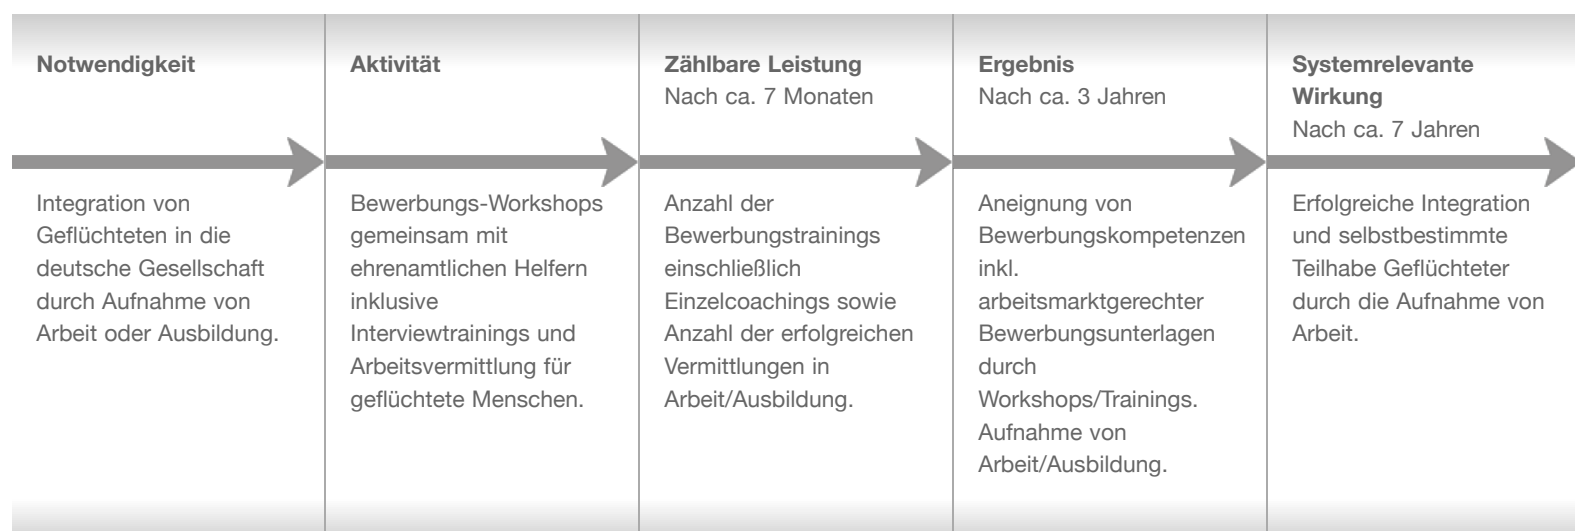 Notwendigkeit
Integration von
Geflüchteten in die
deutsche Gesellschaft
durch Aufnahme von
Arbeit oder Ausbildung.
Aktivität
Bewerbungs-Workshops
gemeinsam mit
ehrenamtlichen Helfern
inklusive
Interviewtrainings und
Arbeitsvermittlung für
geflüchtete Menschen.
Zählbare Leistung
Nach ca. 7 Monaten
Anzahl der
Bewerbungstrainings
einschließlich
Einzelcoachings sowie
Anzahl der erfolgreichen
Vermittlungen in
Arbeit/Ausbildung.
Ergebnis
Nach ca. 3 Jahren
Aneignung von
Bewerbungskompetenzen
inkl.
arbeitsmarktgerechter
Bewerbungsunterlagen
durch
Workshops/Trainings.
Aufnahme von
Arbeit/Ausbildung.
Systemrelevante
Wirkung
Nach ca. 7 Jahren
Erfolgreiche Integration
und selbstbestimmte
Teilhabe Geflüchteter
durch die Aufnahme von
Arbeit.